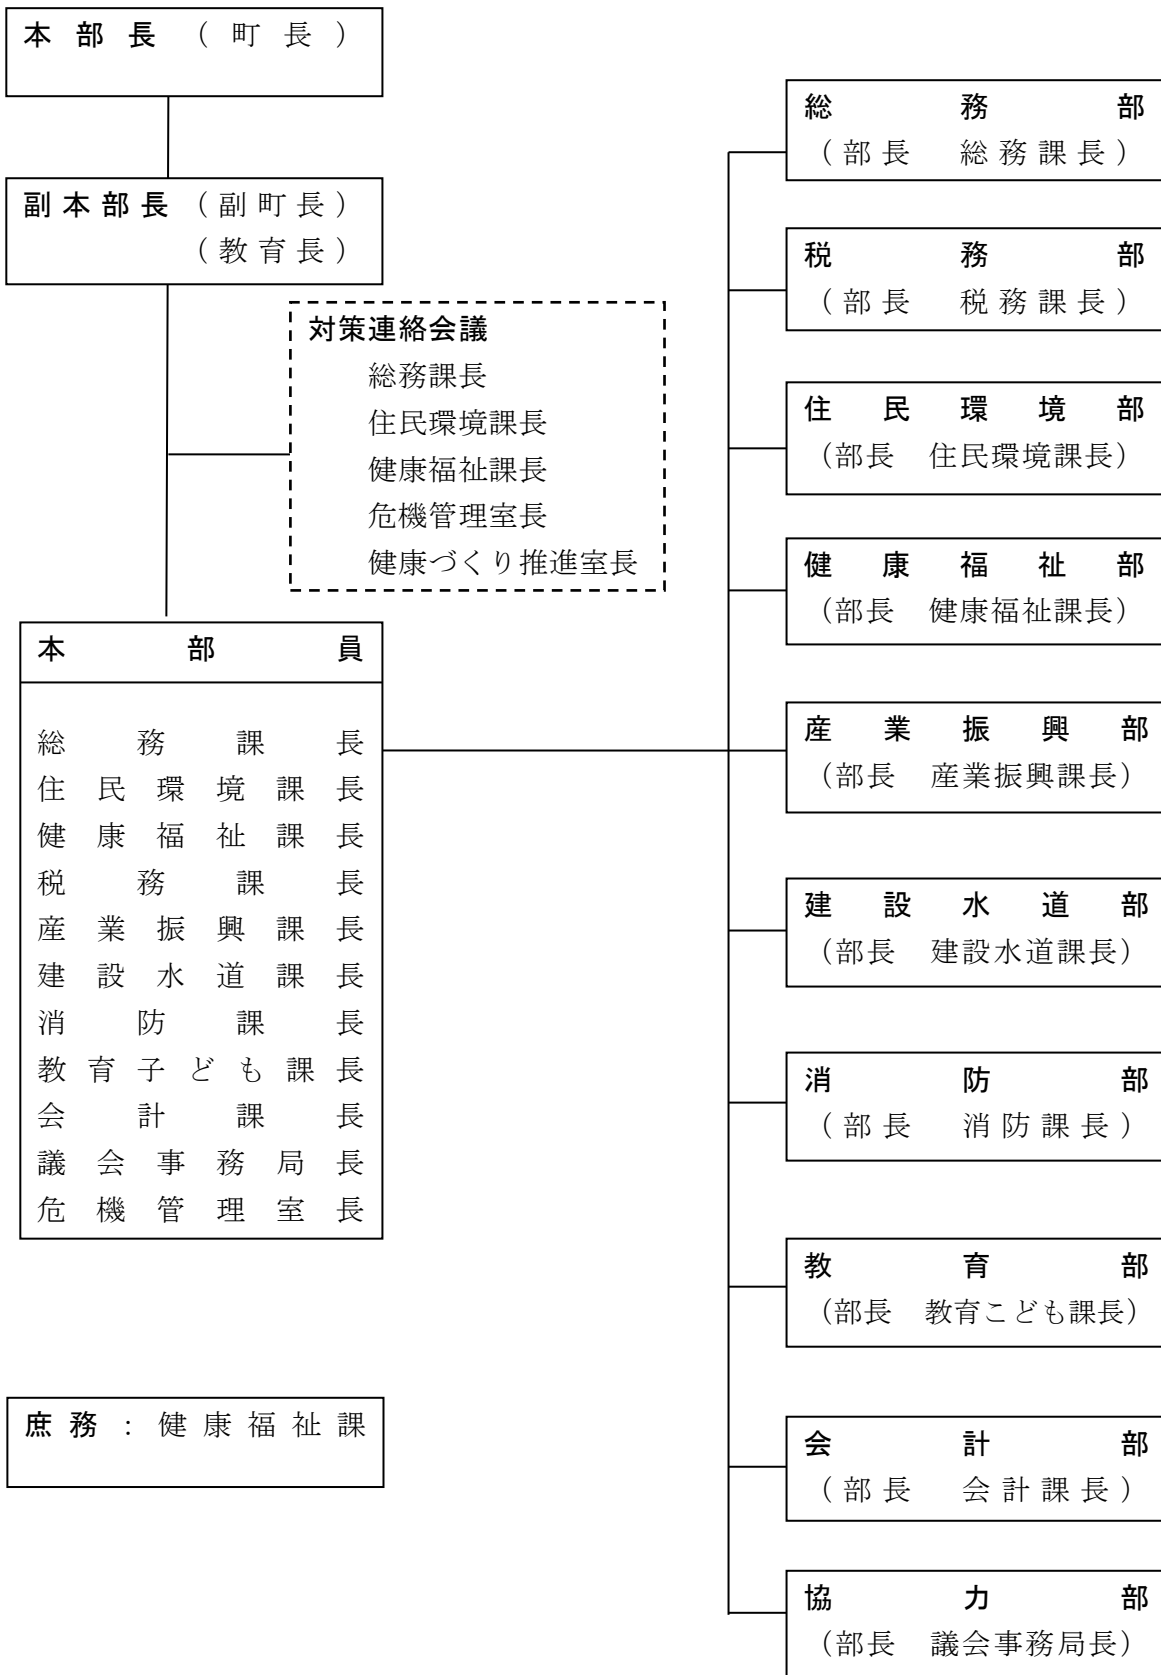 本部長（町長）
副本部長（副町長）
（教育長）
対策連絡会議
総務課長
住民環境課長
健康福祉課長
危機管理室長
健康づくり推進室長
本部員
総務課長
住民環境課長
健康福祉課長
税務課長
産業振興課長
建設水道課長
消防課長
教育子ども課長
会計課長
議会事務局長
危機管理室長
庶務：健康福祉課
総務部
（部長　総務課長）
税務部
（部長　税務課長）
住民環境部
（部長　住民環境課長）
健康福祉部
（部長　健康福祉課長）
産業振興部
（部長　産業振興課長）
建設水道部
（部長　建設水道課長）
消防部
（部長　消防課長）
教育部
（部長　教育こども課長）
会計部
（部長　会計課長）
協力部
（部長　議会事務局長）